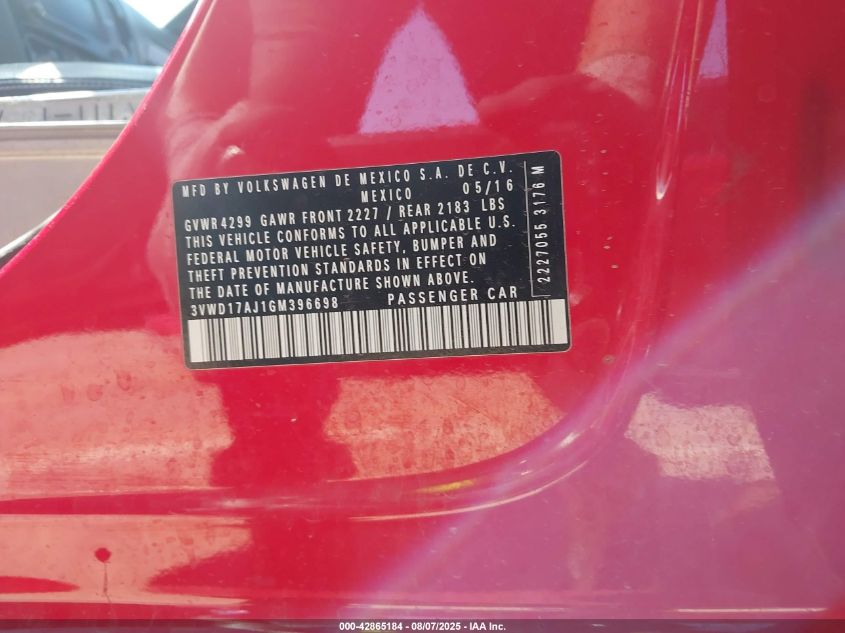 MFD BY VOLKSWAGEN DE MEXICO S.A. DE C.V.
MEXICO 05/16
GVWR 4299 GAWR FRONT 2227 / REAR 2183 LBS
THIS VEHICLE CONFORMS TO ALL APPLICABLE U.S.
FEDERAL MOTOR VEHICLE SAFETY, BUMPER AND
THEFT PREVENTION STANDARDS IN EFFECT ON
THE DATE OF MANUFACTURE SHOWN ABOVE.
3VWD17AJ1GM396698 PASSENGER CAR
2227055 3176 M
000-42865184 - 08/07/2025 - IAA Inc.